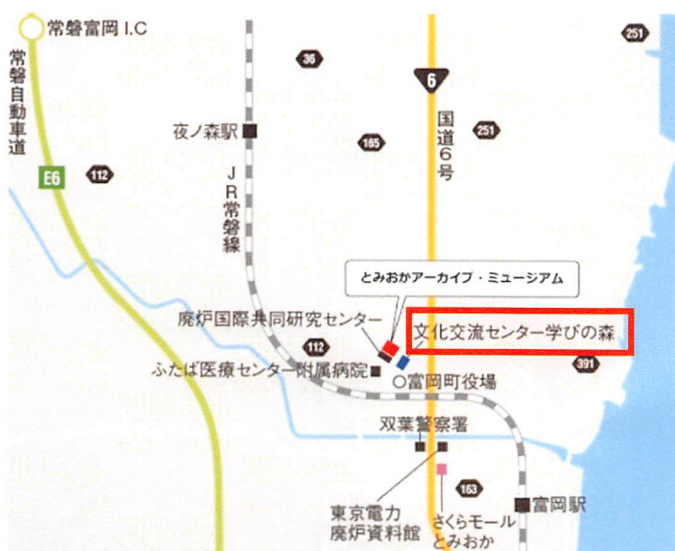 常磐富岡 I.C
常磐自動車道
E6
112
36
251
6
国道6号
251
165
夜ノ森駅
JR常磐線
とみおかアーカイブ・ミュージアム
廃炉国際共同研究センター
文化交流センター学びの森
112
ふたば医療センター附属病院
富岡町役場
391
双葉警察署
163
東京電力
廃炉資料館
さくらモール
とみおか
富岡駅